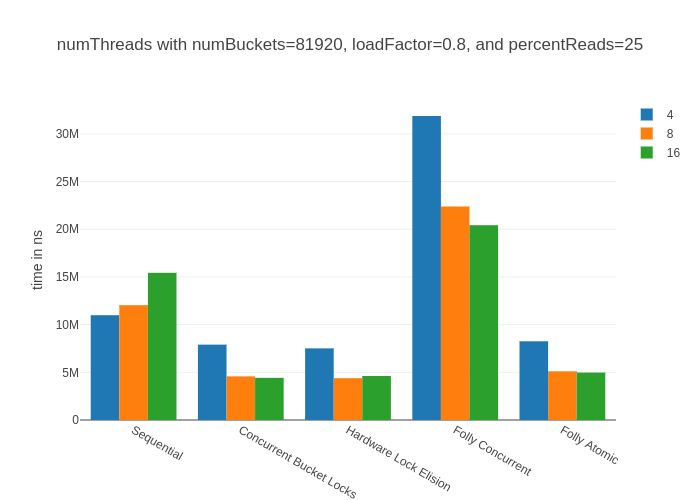 numThreads with numBuckets=81920, loadFactor=0.8, and percentReads=25
4
8
16
time in ns
30M
25M
20M
15M
10M
5M
0
Sequential
Concurrent Bucket Locks
Hardware Lock Elision
Folly Concurrent
Folly Atomic